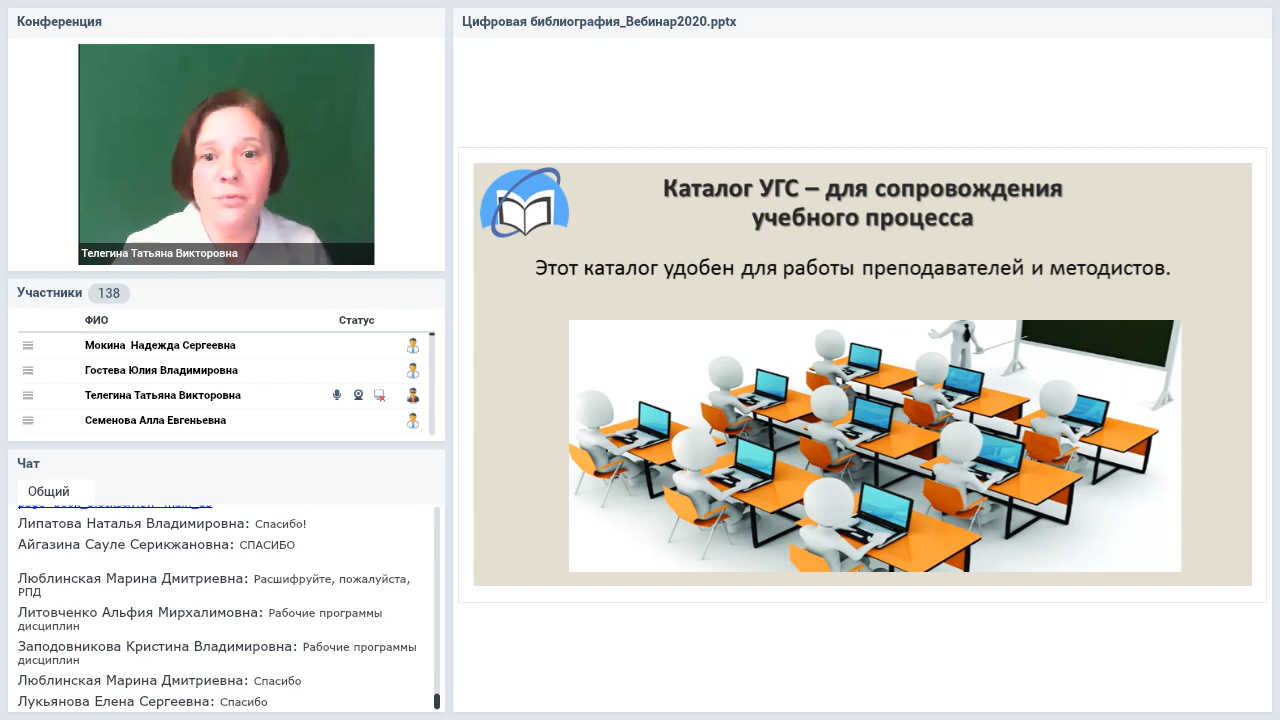 Конференция
Телегина Татьяна Викторовна
Участники 138
ФИО Статус
Мокина Надежда Сергеевна
Гостева Юлия Владимировна
Телегина Татьяна Викторовна
Семенова Алла Евгеньевна
Чат
Общий
Липатова Наталья Владимировна: Спасибо!
Айгазина Сауле Серикжановна: СПАСИБО
Люблинская Марина Дмитриевна: Расшифруйте, пожалуйста,
РПД
Литовченко Альфия Мирхалимовна: Рабочие программы
дисциплин
Заподовникова Кристина Владимировна: Рабочие программы
дисциплин
Люблинская Марина Дмитриевна: Спасибо
Лукьянова Елена Сергеевна: Спасибо
Цифровая библиография_Вебинар2020.pptx
Каталог УГС – для сопровождения
учебного процесса
Этот каталог удобен для работы преподавателей и методистов.